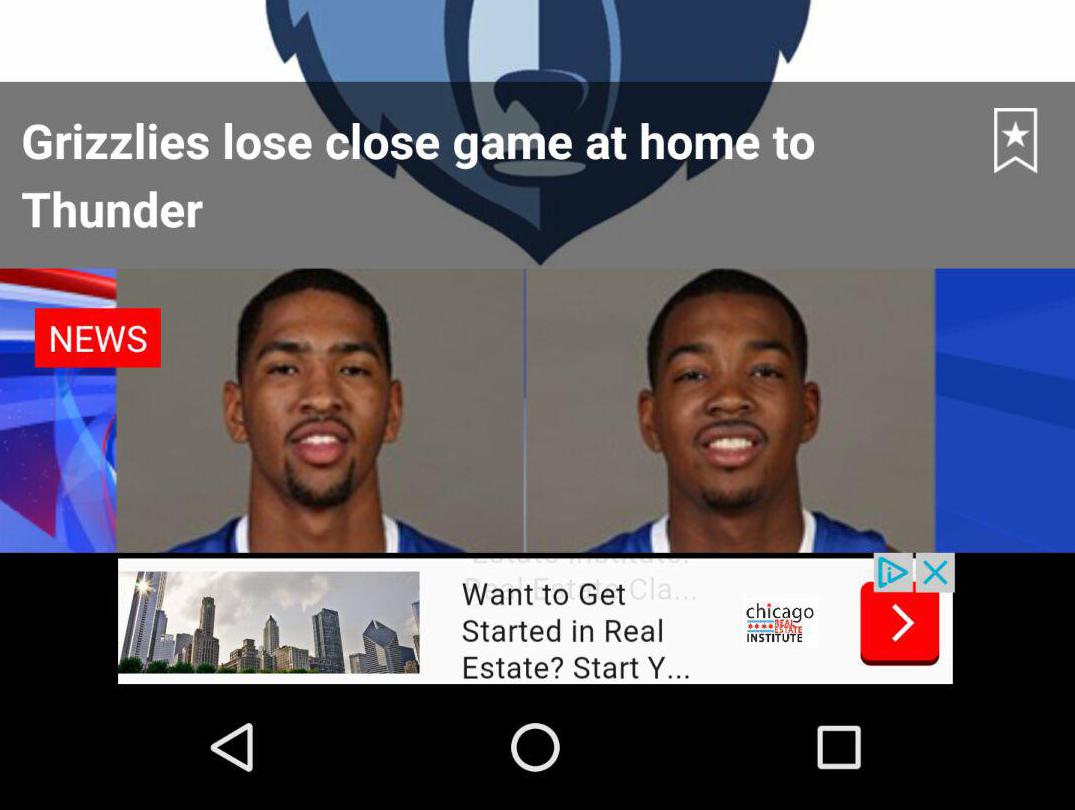 Grizzlies lose close game at home to
Thunder
NEWS
Estate Institute.
Real Estate Cla...
Want to Get
Started in Real
Estate? Start Y...
chicago
REAL
ESTATE
INSTITUTE